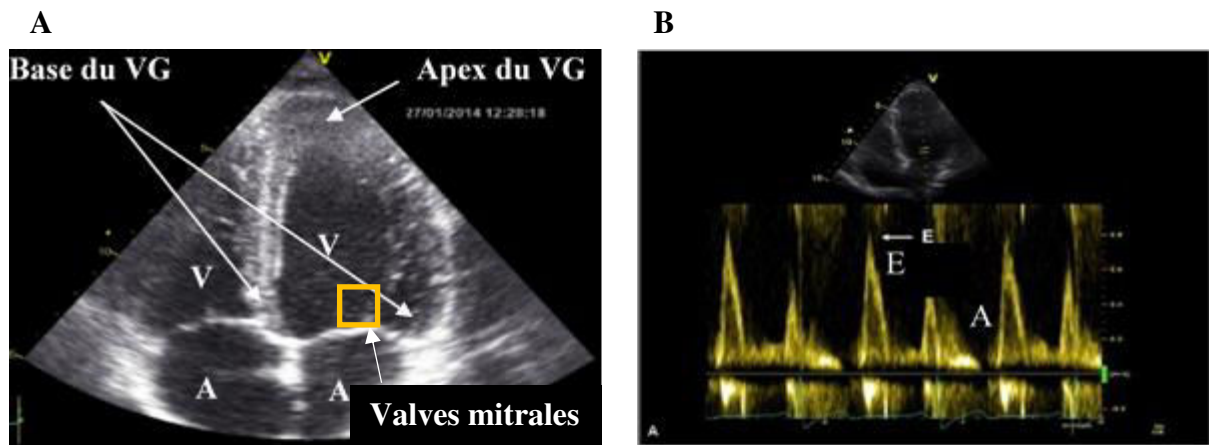 A
B
Base du VG
Apex du VG
V
27/01/2014 12:28:18
V
V
A
A
Valves mitrales
V
E
E
A
A